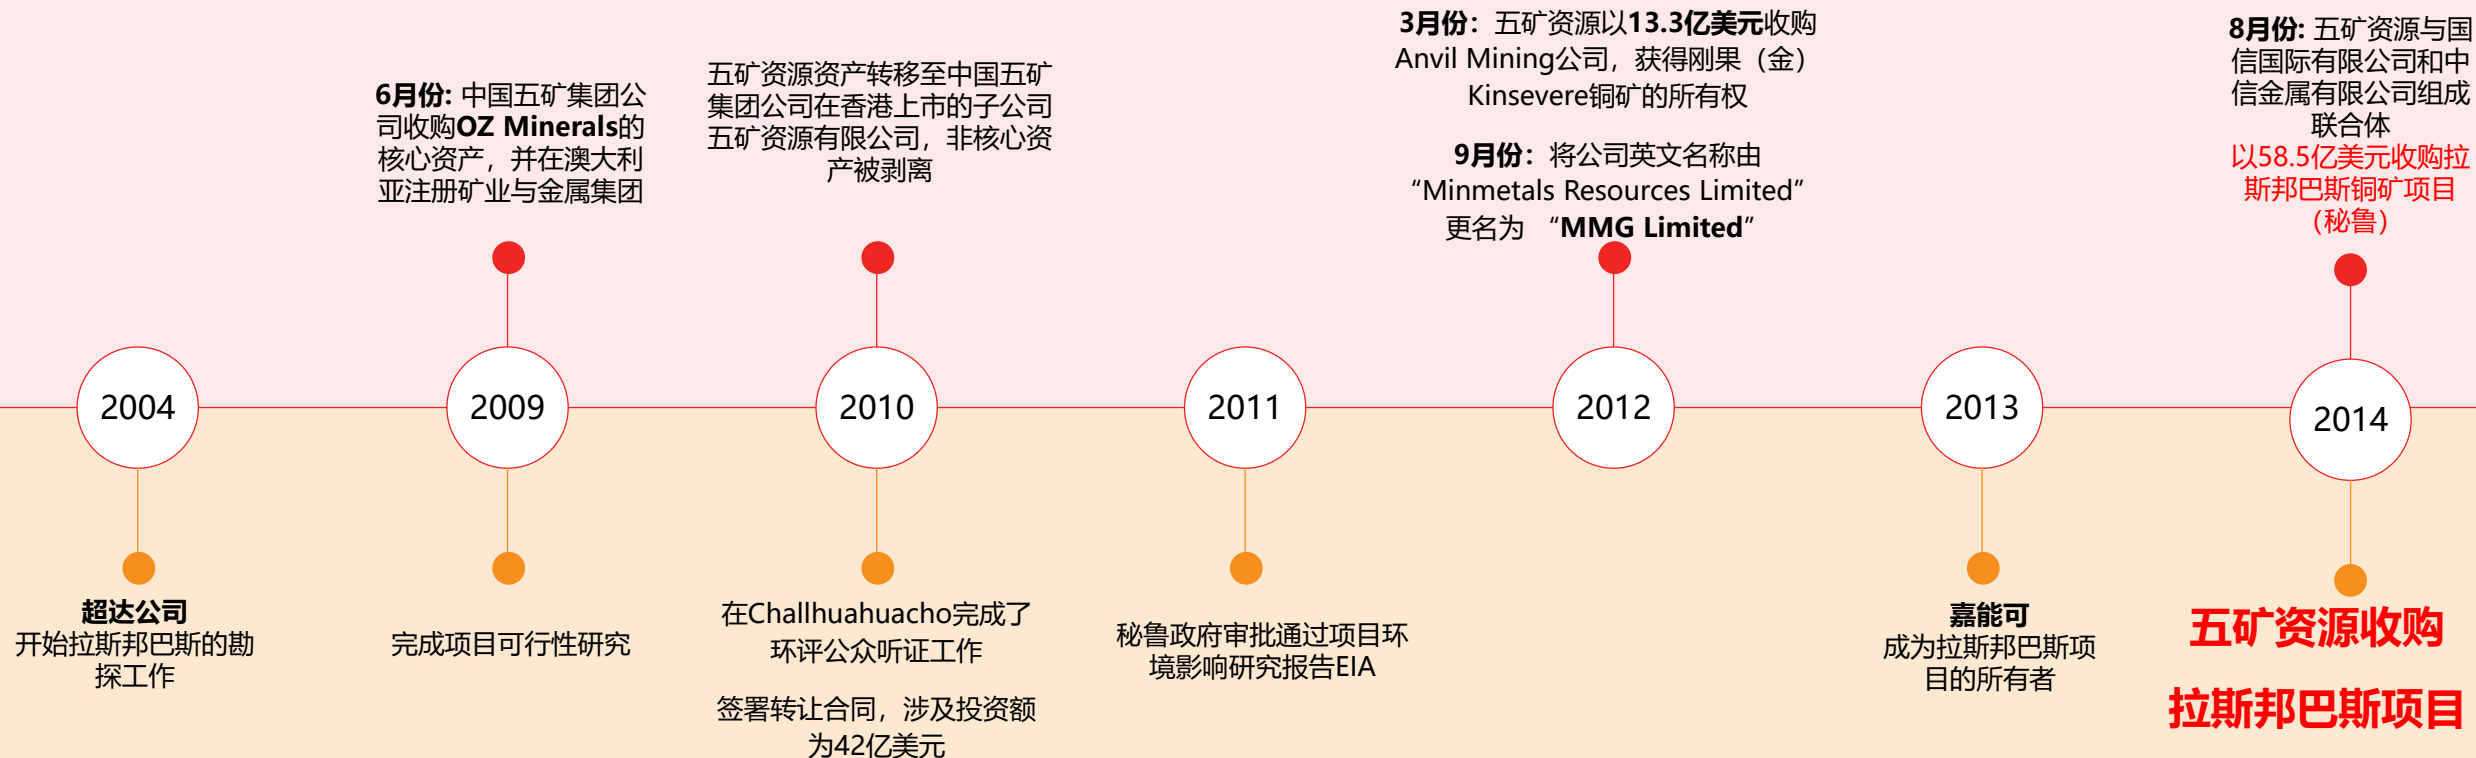 6月份: 中国五矿集团公
司收购OZ Minerals的
核心资产，并在澳大利
亚注册矿业与金属集团
五矿资源资产转移至中国五矿
集团公司在香港上市的子公司
五矿资源有限公司，非核心资
产被剥离
3月份：五矿资源以13.3亿美元收购
Anvil Mining公司，获得刚果（金）
Kinsevere铜矿的所有权
9月份：将公司英文名称由
“Minmetals Resources Limited”
更名为 “MMG Limited”
8月份: 五矿资源与国
信国际有限公司和中
信金属有限公司组成
联合体
以58.5亿美元收购拉
斯邦巴斯铜矿项目
（秘鲁）
2004
2009
2010
2011
2012
2013
2014
超达公司
开始拉斯邦巴斯的勘
探工作
完成项目可行性研究
在Challhuahuacho完成了
环评公众听证工作
签署转让合同，涉及投资额
为42亿美元
秘鲁政府审批通过项目环
境影响研究报告EIA
嘉能可
成为拉斯邦巴斯项
目的所有者
五矿资源收购
拉斯邦巴斯项目